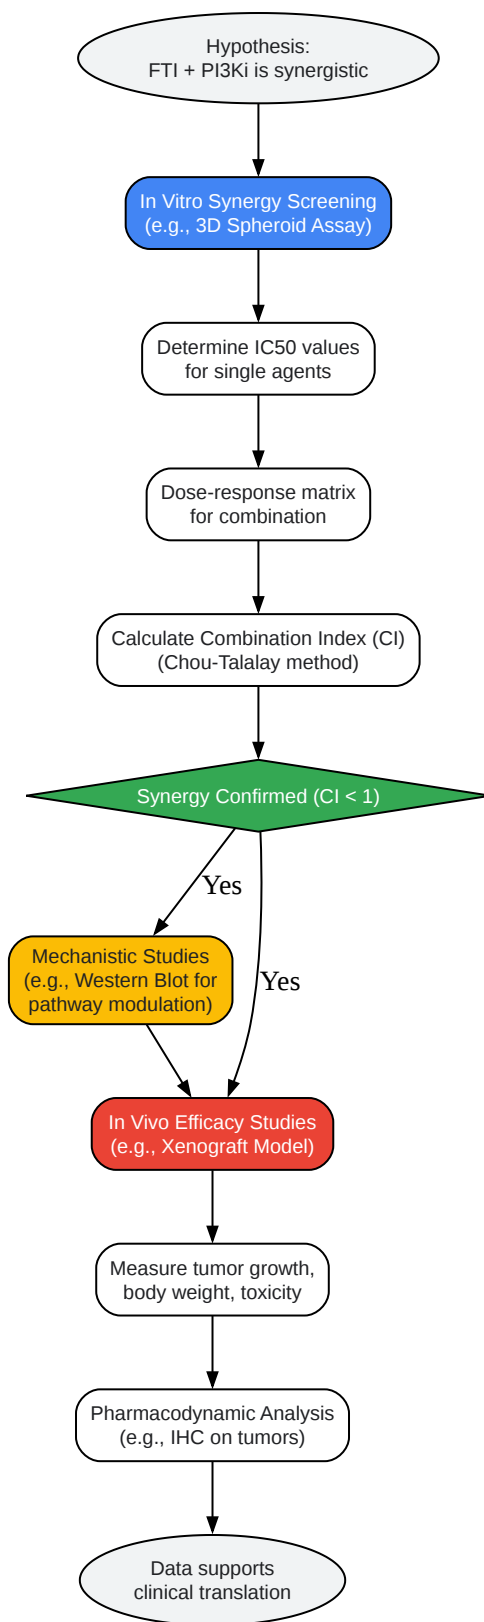 Hypothesis:
FTI + PI3Ki is synergistic
In Vitro Synergy Screening
(e.g., 3D Spheroid Assay)
Determine IC50 values
for single agents
Dose-response matrix
for combination
Calculate Combination Index (CI)
(Chou-Talalay method)
Synergy Confirmed (CI < 1)
Yes
Mechanistic Studies
(e.g., Western Blot for
pathway modulation)
Yes
In Vivo Efficacy Studies
(e.g., Xenograft Model)
Measure tumor growth,
body weight, toxicity
Pharmacodynamic Analysis
(e.g., IHC on tumors)
Data supports
clinical translation